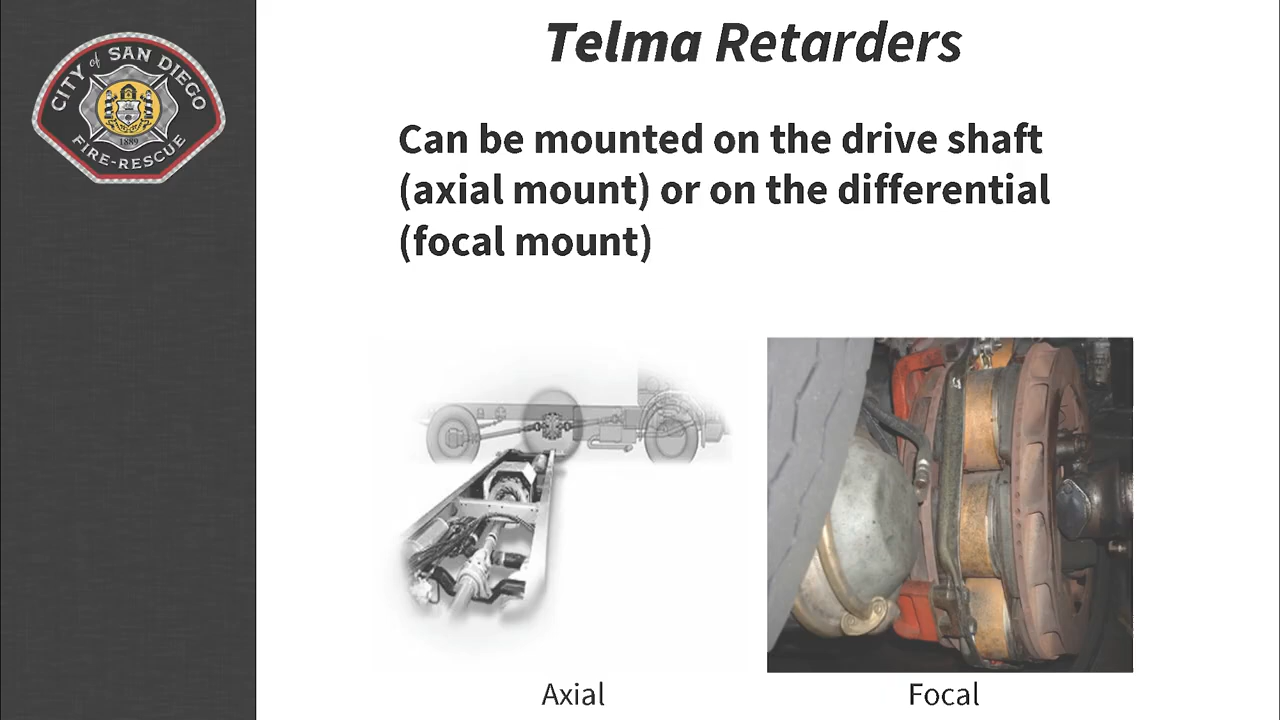 CITY of SAN DIEGO
1889
FIRE-RESCUE
Telma Retarders
Can be mounted on the drive shaft
(axial mount) or on the differential
(focal mount)
Axial
Focal